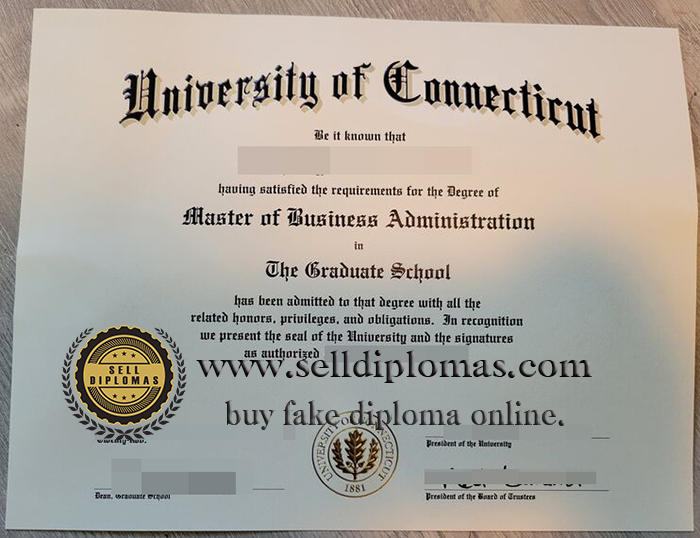 University of Connecticut
Be it known that
having satisfied the requirements for the Degree of
Master of Business Administration
in
The Graduate School
has been admitted to that degree with all the
related honors, privileges, and obligations. In recognition
we present the seal of the University and the signatures
as authorized
SELL
DIPLOMAS
www.selldiplomas.com
buy fake diploma online.
UNIVERSITY OF CONNECTICUT
1881
President of the University
Dean, Graduate School
President of the Board of Trustees